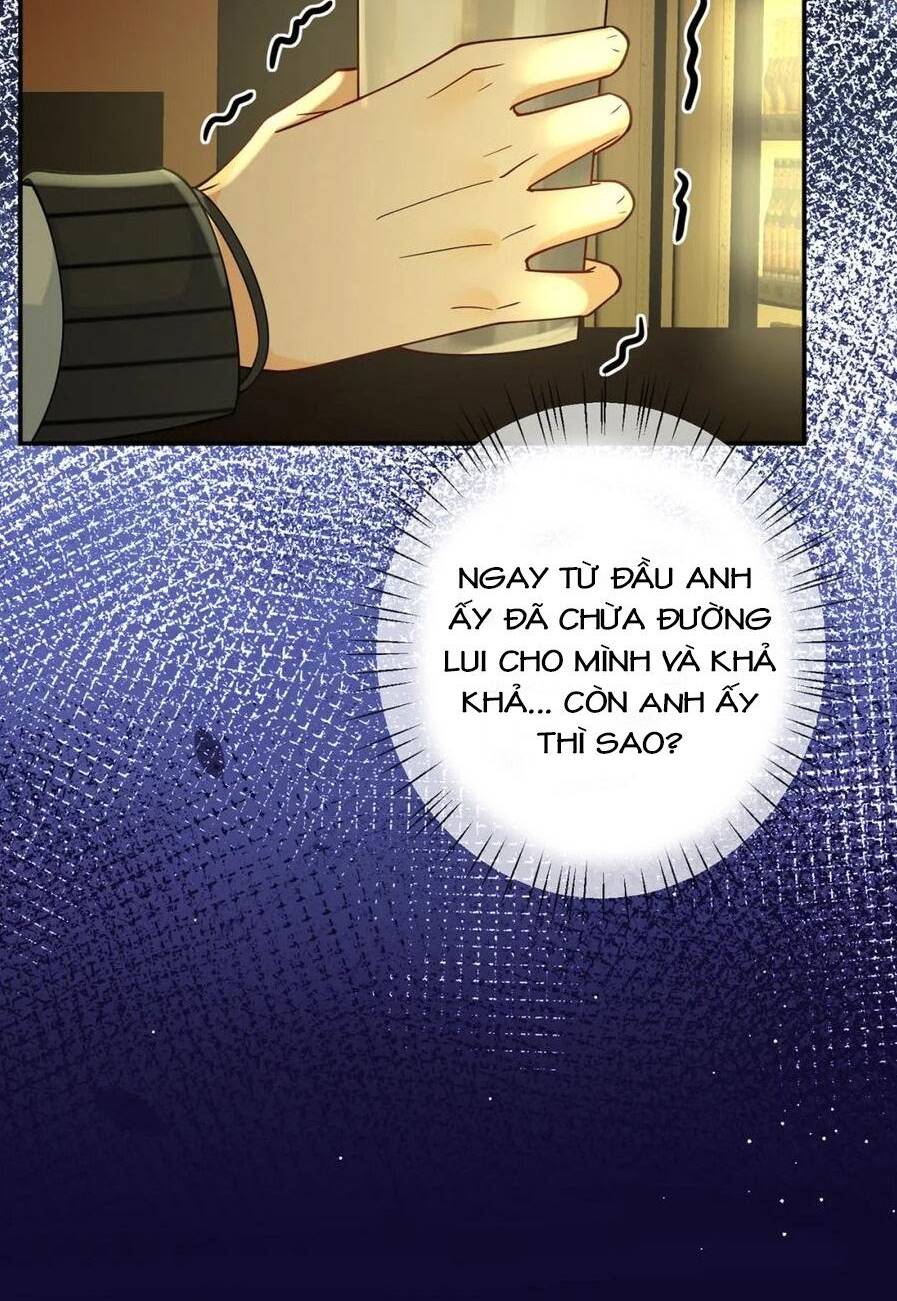 NGAY TỪ ĐẦU ANH
ẤY ĐÃ CHỪA ĐƯỜNG
LUI CHO MÌNH VÀ KHẢ
KHẢ... CÒN ANH ẤY
THÌ SAO?